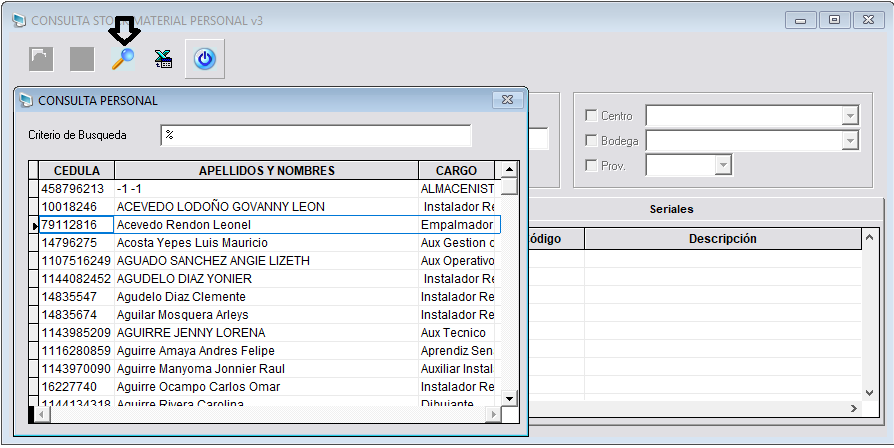 CONSULTA STO MATERIAL PERSONAL v3
CONSULTA PERSONAL
Criterio de Busqueda %
CEDULA APELLIDOS Y NOMBRES CARGO
458796213 -1 -1 ALMACENIST
10018246 ACEVEDO LODOÑO GOVANNY LEON Instalador Re
79112816 Acevedo Rendon Leonel Empalmador
14796275 Acosta Yepes Luis Mauricio Aux Gestion c
1107516249 AGUADO SANCHEZ ANGIE LIZETH Aux Operativo
1144082452 AGUDELO DIAZ YONIER Instalador Re
14835547 Agudelo Diaz Clemente Instalador Re
14835674 Aguilar Mosquera Arleys Instalador Re
1143985209 AGUIRRE JENNY LORENA Aux Tecnico
1116280859 Aguirre Amaya Andres Felipe Aprendiz Sen
1143970090 Aguirre Manyoma Jonnier Raul Auxiliar Instal
16227740 Aguirre Ocampo Carlos Omar Instalador Re
1144134318 Aguirre Rivera Carolina Dibujante
Centro
Bodega
Prov.
Seriales
ódigo Descripción